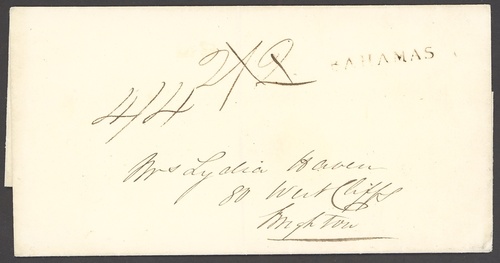 2/2 BAHAMAS
4/4
Mrs Lydia Haven
80 West Cliffs
Brighton